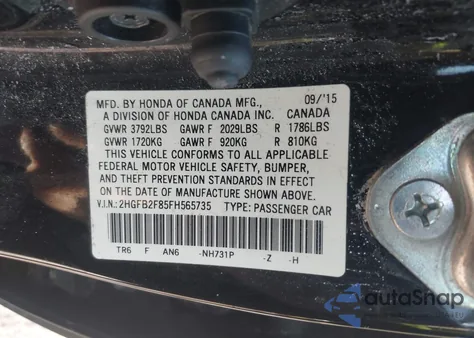 09/'15
MFD. BY HONDA OF CANADA MFG.,
A DIVISION OF HONDA CANADA INC. CANADA
GVWR 3792LBS GAWR F 2029LBS R 1786LBS
GVWR 1720KG GAWR F 920KG R 810KG
THIS VEHICLE CONFORMS TO ALL APPLICABLE
FEDERAL MOTOR VEHICLE SAFETY, BUMPER,
AND THEFT PREVENTION STANDARDS IN EFFECT
ON THE DATE OF MANUFACTURE SHOWN ABOVE.
V.I.N.: 2HGFB2F85FH565735 TYPE: PASSENGER CAR
TR6 F AN6 -NH731P -Z -H
autoSnap